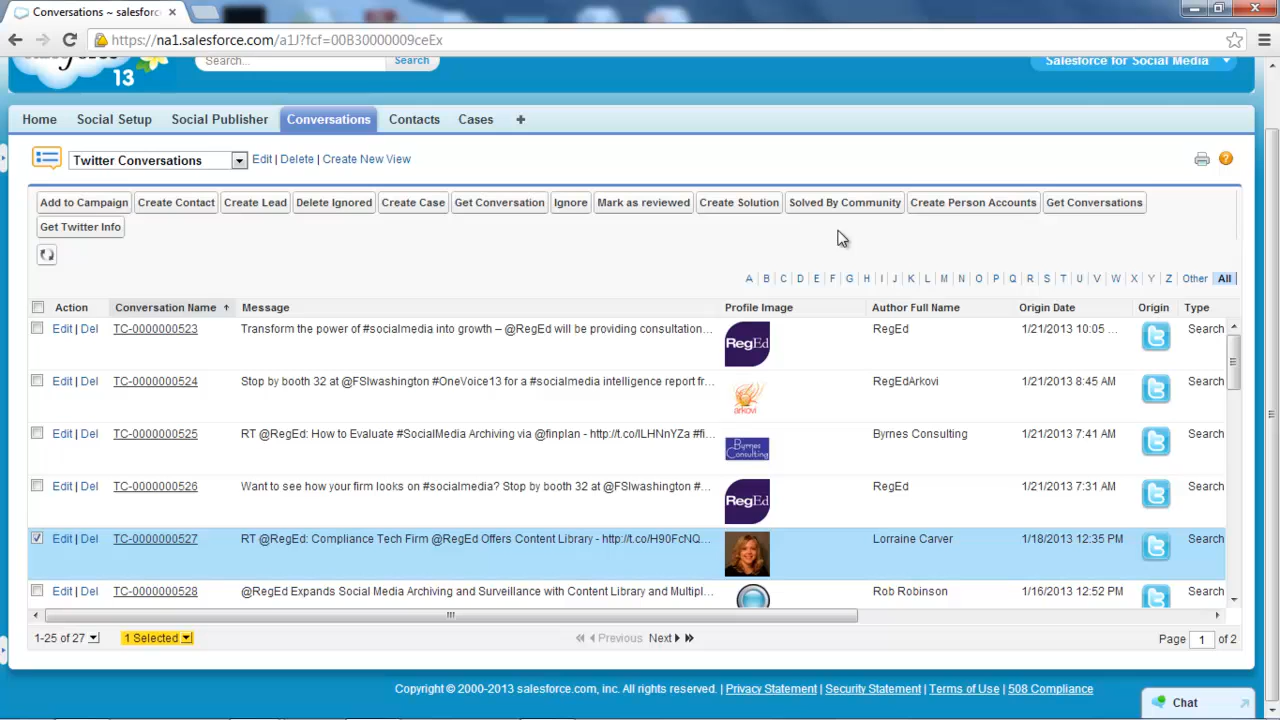 Conversations ~ salesforc
https://na1.salesforce.com/a1J?fcf=00B30000009ceEx
13
Search...
Search
Salesforce for Social Media
Home
Social Setup
Social Publisher
Conversations
Contacts
Cases
+
Twitter Conversations
Edit | Delete | Create New View
Add to Campaign
Create Contact
Create Lead
Delete Ignored
Create Case
Get Conversation
Ignore
Mark as reviewed
Create Solution
Solved By Community
Create Person Accounts
Get Conversations
Get Twitter Info
A B C D E F G H I J K L M N O P Q R S T U V W X Y Z Other All
Action Conversation Name Message Profile Image Author Full Name Origin Date Origin Type
Edit | Del TC-0000000523 Transform the power of #socialmedia into growth – @RegEd will be providing consultation... RegEd 1/21/2013 10:05 ... Search
RegEd
Edit | Del TC-0000000524 Stop by booth 32 at @FSIwashington #OneVoice13 for a #socialmedia intelligence report fr... RegEdArkovi 1/21/2013 8:45 AM Search
arkovi
Edit | Del TC-0000000525 RT @RegEd: How to Evaluate #SocialMedia Archiving via @finplan - http://t.co/ILHNnYZa #fi... Byrnes Consulting 1/21/2013 7:41 AM Search
Byrnes
Consulting
Edit | Del TC-0000000526 Want to see how your firm looks on #socialmedia? Stop by booth 32 at @FSIwashington #... RegEd 1/21/2013 7:31 AM Search
RegEd
Edit | Del TC-0000000527 RT @RegEd: Compliance Tech Firm @RegEd Offers Content Library - http://t.co/H90FcNQ... Lorraine Carver 1/18/2013 12:35 PM Search
Edit | Del TC-0000000528 @RegEd Expands Social Media Archiving and Surveillance with Content Library and Multipl... Rob Robinson 1/16/2013 12:52 PM Search
1-25 of 27
1 Selected
Previous Next
Page 1 of 2
Copyright © 2000-2013 salesforce.com, inc. All rights reserved. | Privacy Statement | Security Statement | Terms of Use | 508 Compliance
Chat